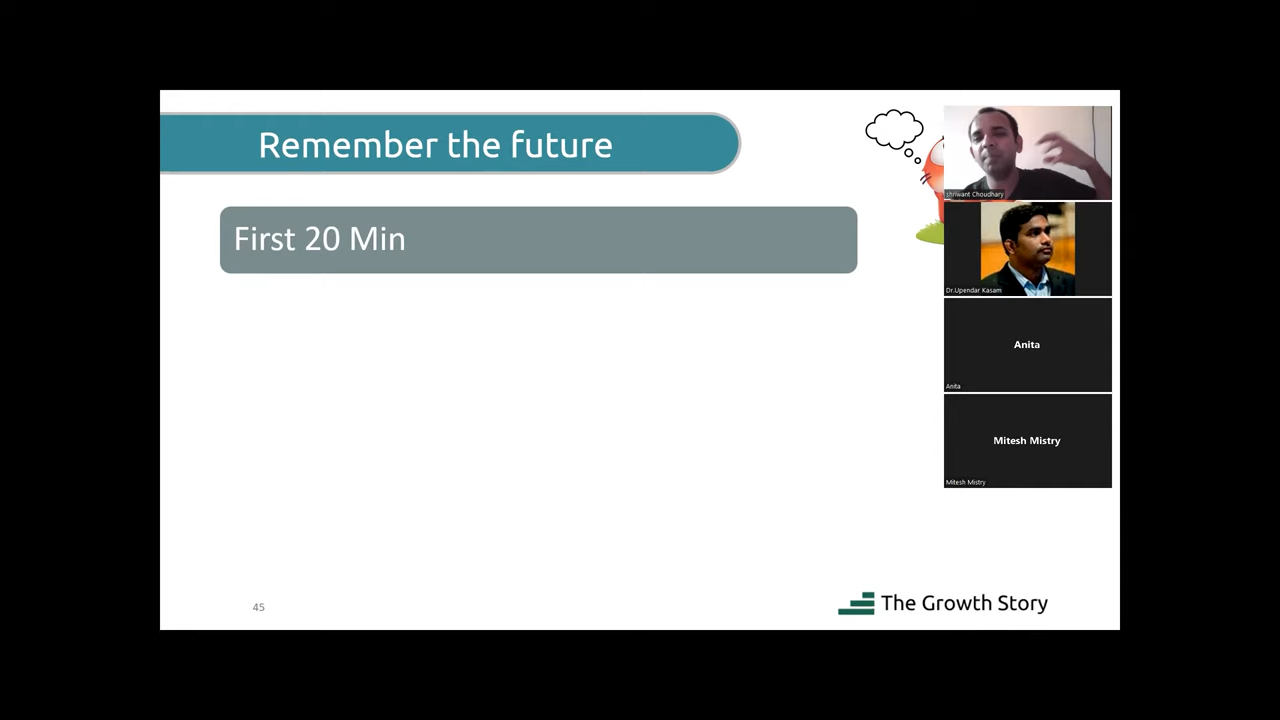 Remember the future
First 20 Min
Choudhary
Dr.Upendar Kasam
Anita
Anita
Mitesh Mistry
Mitesh Mistry
45
The Growth Story